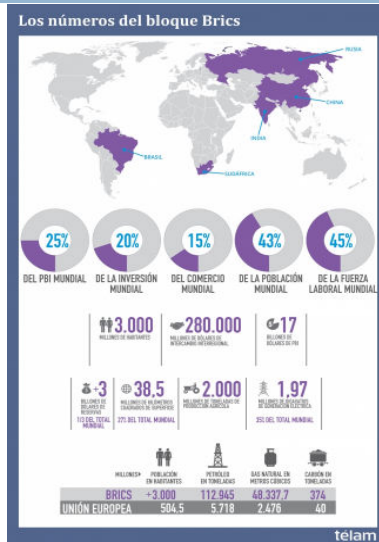 Los números del bloque Brics
RUSIA
CHINA
INDIA
BRASIL
SUDÁFRICA
25%
20%
15%
43%
45%
DEL PBI MUNDIAL
DE LA INVERSIÓN
MUNDIAL
DEL COMERCIO
MUNDIAL
DE LA POBLACIÓN
MUNDIAL
DE LA FUERZA
LABORAL MUNDIAL
3.000
MILLONES DE HABITANTES
280.000
MILLONES DE DÓLARES DE
INTERCAMBIO INTERREGIONAL
17
BILLONES DE
DÓLARES DE PBI
+3
BILLONES DE
DÓLARES DE
RESERVAS
1/3 DEL TOTAL
MUNDIAL
38,5
MILLONES DE KILÓMETROS
CUADRADOS DE SUPERFICIE
27% DEL TOTAL MUNDIAL
2.000
MILLONES DE TONELADAS DE
PRODUCCIÓN AGRÍCOLA
1,97
MILLONES DE
DE GENERACIÓN ELÉCTRICA
35% DEL TOTAL MUNDIAL
MILLONES
POBLACIÓN
EN HABITANTES
PETRÓLEO
EN TONELADAS
GAS NATURAL EN
METROS CÚBICOS
CARBÓN EN
TONELADAS
BRICS +3.000 112.945 48.337,7 374
UNIÓN EUROPEA 504,5 5.718 2.476 40
télam